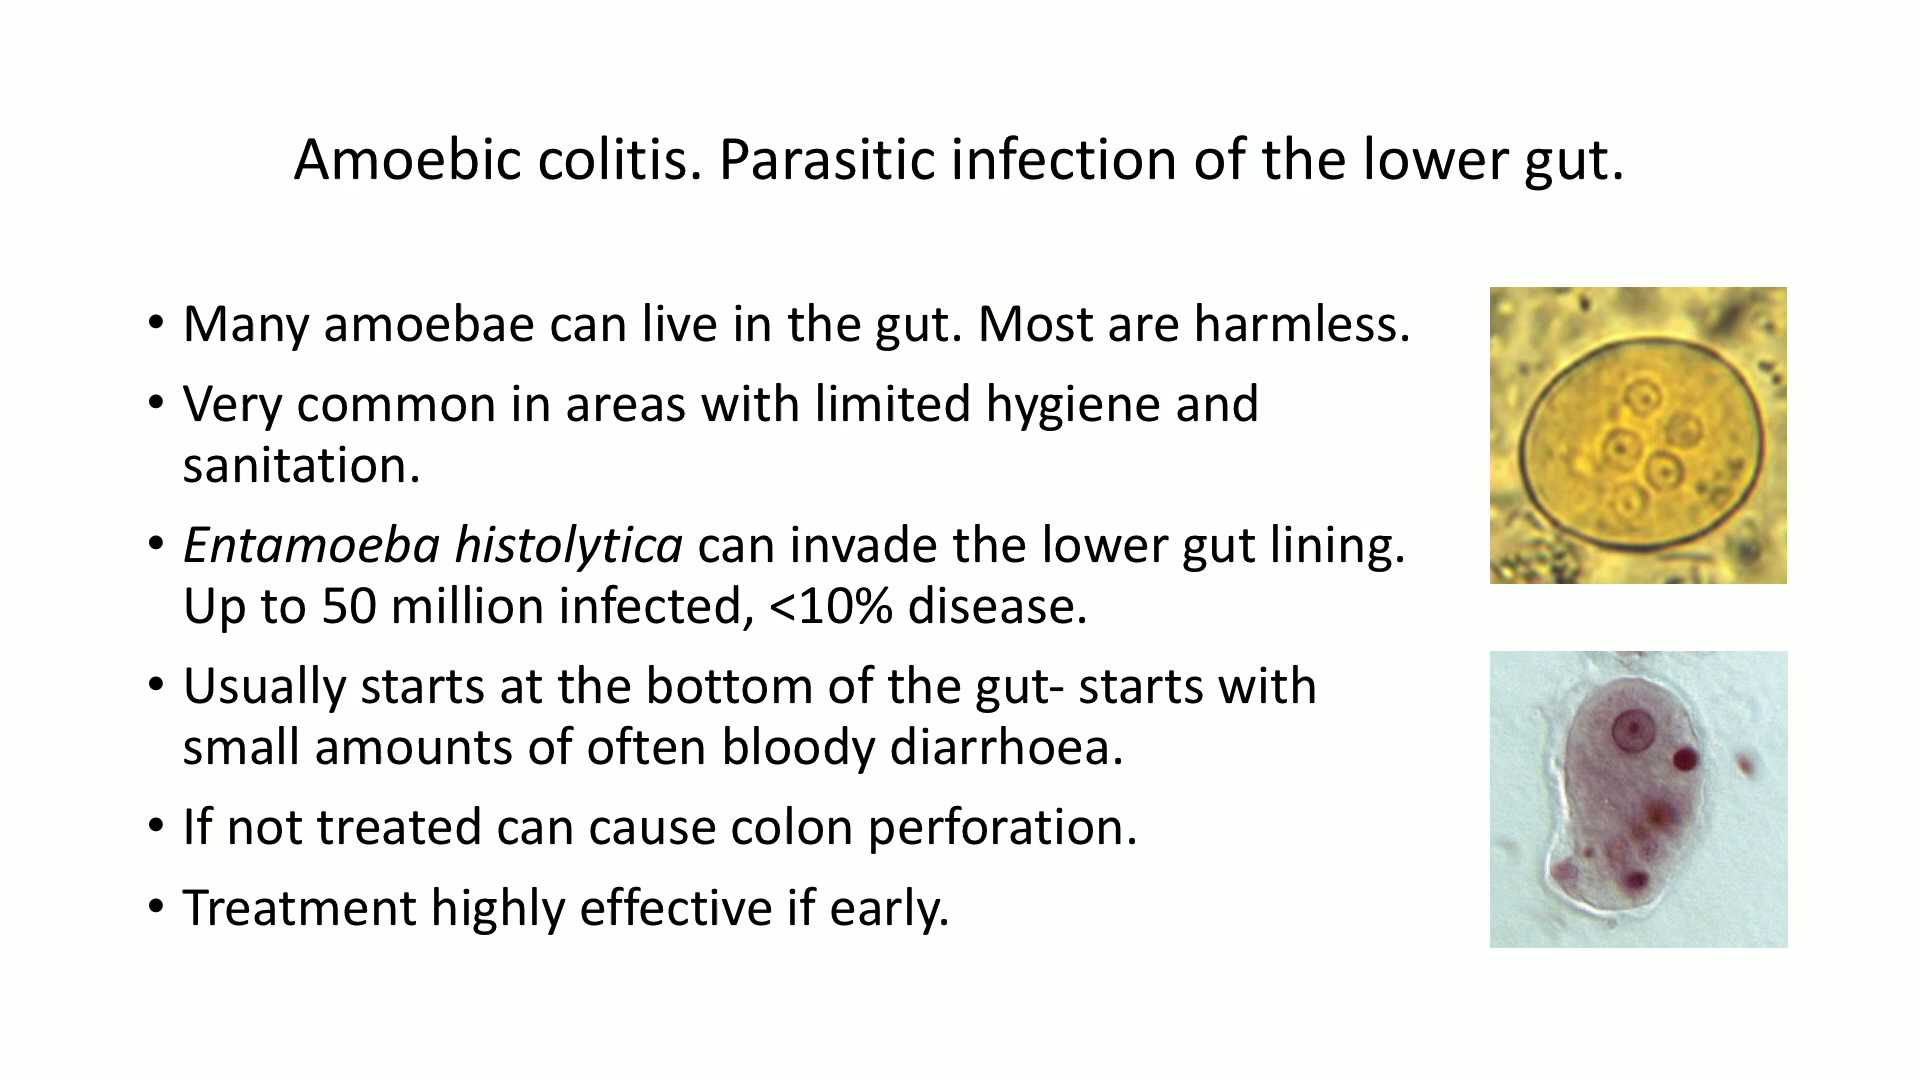 Amoebic colitis. Parasitic infection of the lower gut.
• Many amoebae can live in the gut. Most are harmless.
• Very common in areas with limited hygiene and
sanitation.
• Entamoeba histolytica can invade the lower gut lining.
Up to 50 million infected, <10% disease.
• Usually starts at the bottom of the gut- starts with
small amounts of often bloody diarrhoea.
• If not treated can cause colon perforation.
• Treatment highly effective if early.